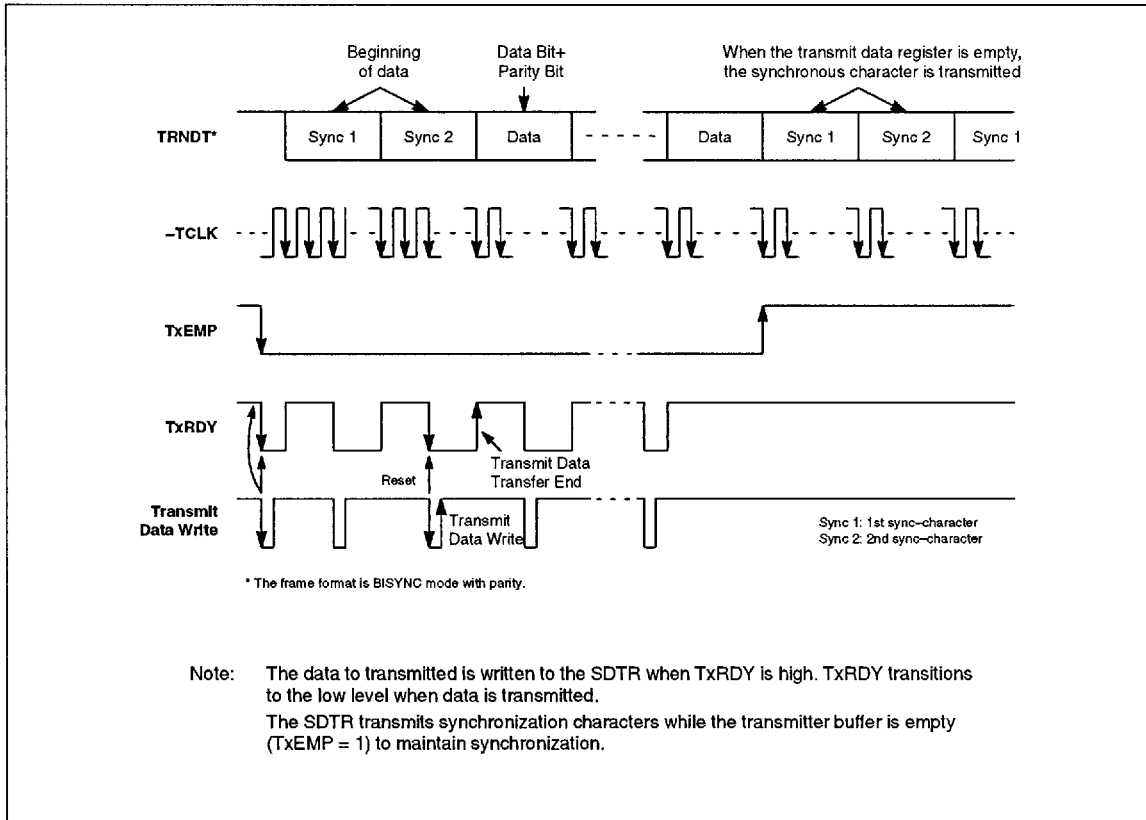 Beginning
of data
Data Bit+
Parity Bit
When the transmit data register is empty,
the synchronous character is transmitted
TRNDT*
Sync 1
Sync 2
Data
Data
Sync 1
Sync 2
Sync 1
–TCLK
TxEMP
TxRDY
Transmit Data
Transfer End
Reset
Transmit
Data Write
Transmit
Data Write
Sync 1: 1st sync–character
Sync 2: 2nd sync–character
* The frame format is BISYNC mode with parity.
Note: The data to transmitted is written to the SDTR when TxRDY is high. TxRDY transitions
to the low level when data is transmitted.
The SDTR transmits synchronization characters while the transmitter buffer is empty
(TxEMP = 1) to maintain synchronization.